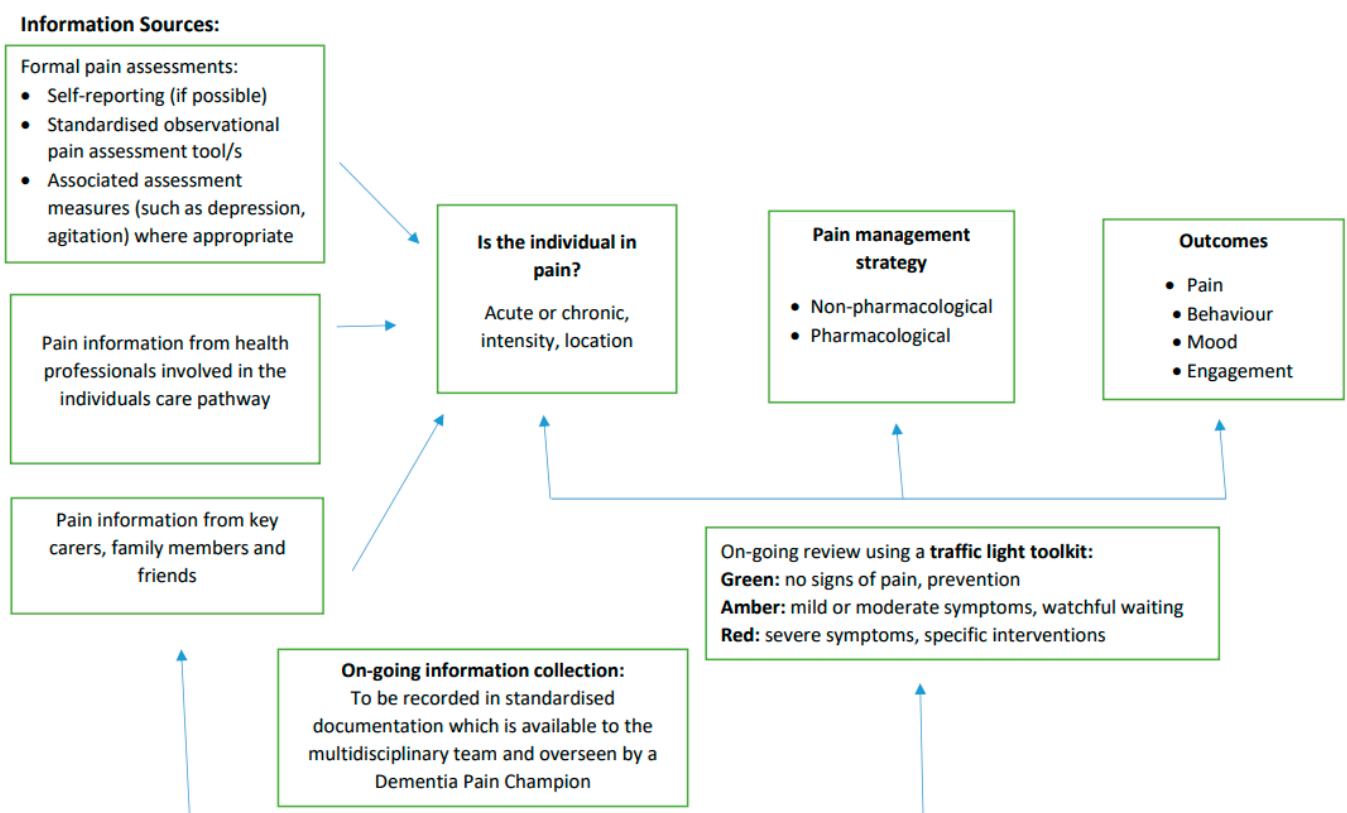 Information Sources:
Formal pain assessments:
• Self-reporting (if possible)
• Standardised observational
pain assessment tool/s
• Associated assessment
measures (such as depression,
agitation) where appropriate
Pain information from health
professionals involved in the
individuals care pathway
Pain information from key
carers, family members and
friends
Is the individual in
pain?
Acute or chronic,
intensity, location
Pain management
strategy
• Non-pharmacological
• Pharmacological
Outcomes
• Pain
• Behaviour
• Mood
• Engagement
On-going review using a traffic light toolkit:
Green: no signs of pain, prevention
Amber: mild or moderate symptoms, watchful waiting
Red: severe symptoms, specific interventions
On-going information collection:
To be recorded in standardised
documentation which is available to the
multidisciplinary team and overseen by a
Dementia Pain Champion